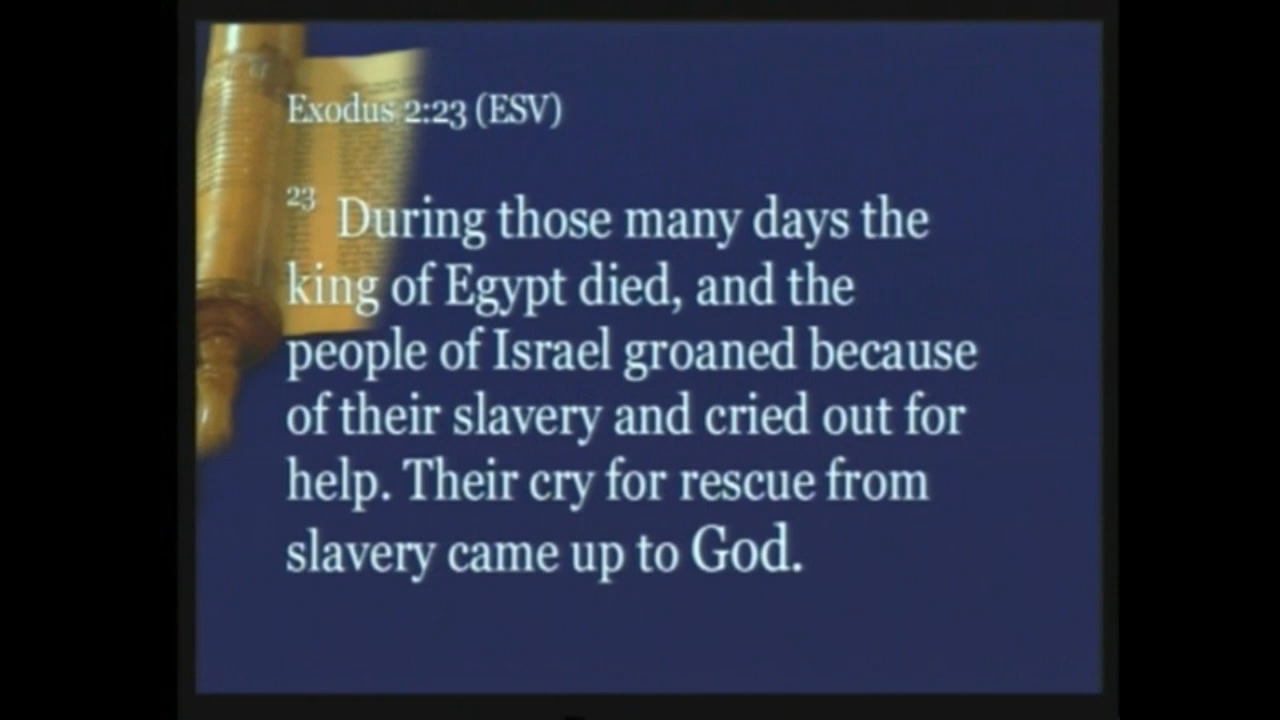 Exodus 2:23 (ESV)
23 During those many days the
king of Egypt died, and the
people of Israel groaned because
of their slavery and cried out for
help. Their cry for rescue from
slavery came up to God.